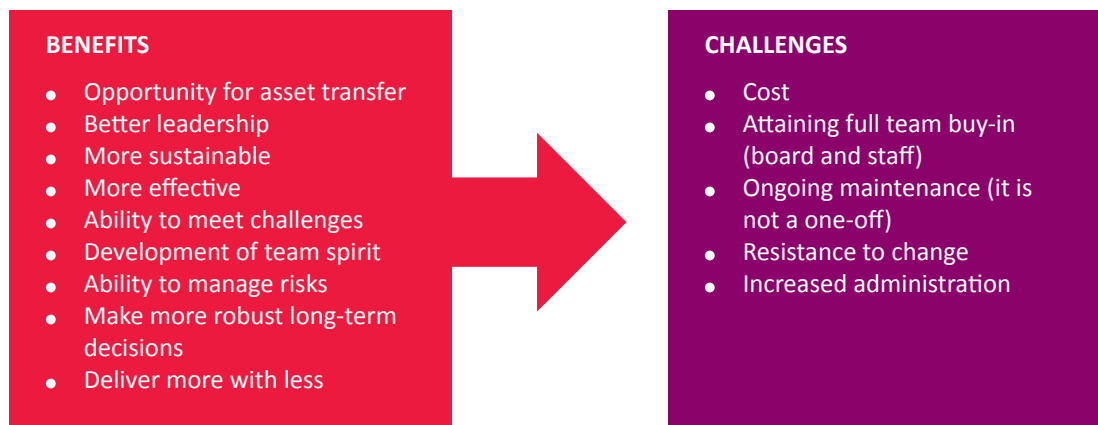 BENEFITS
• Opportunity for asset transfer
• Better leadership
• More sustainable
• More effective
• Ability to meet challenges
• Development of team spirit
• Ability to manage risks
• Make more robust long-term
decisions
• Deliver more with less
CHALLENGES
• Cost
• Attaining full team buy-in
(board and staff)
• Ongoing maintenance (it is
not a one-off)
• Resistance to change
• Increased administration